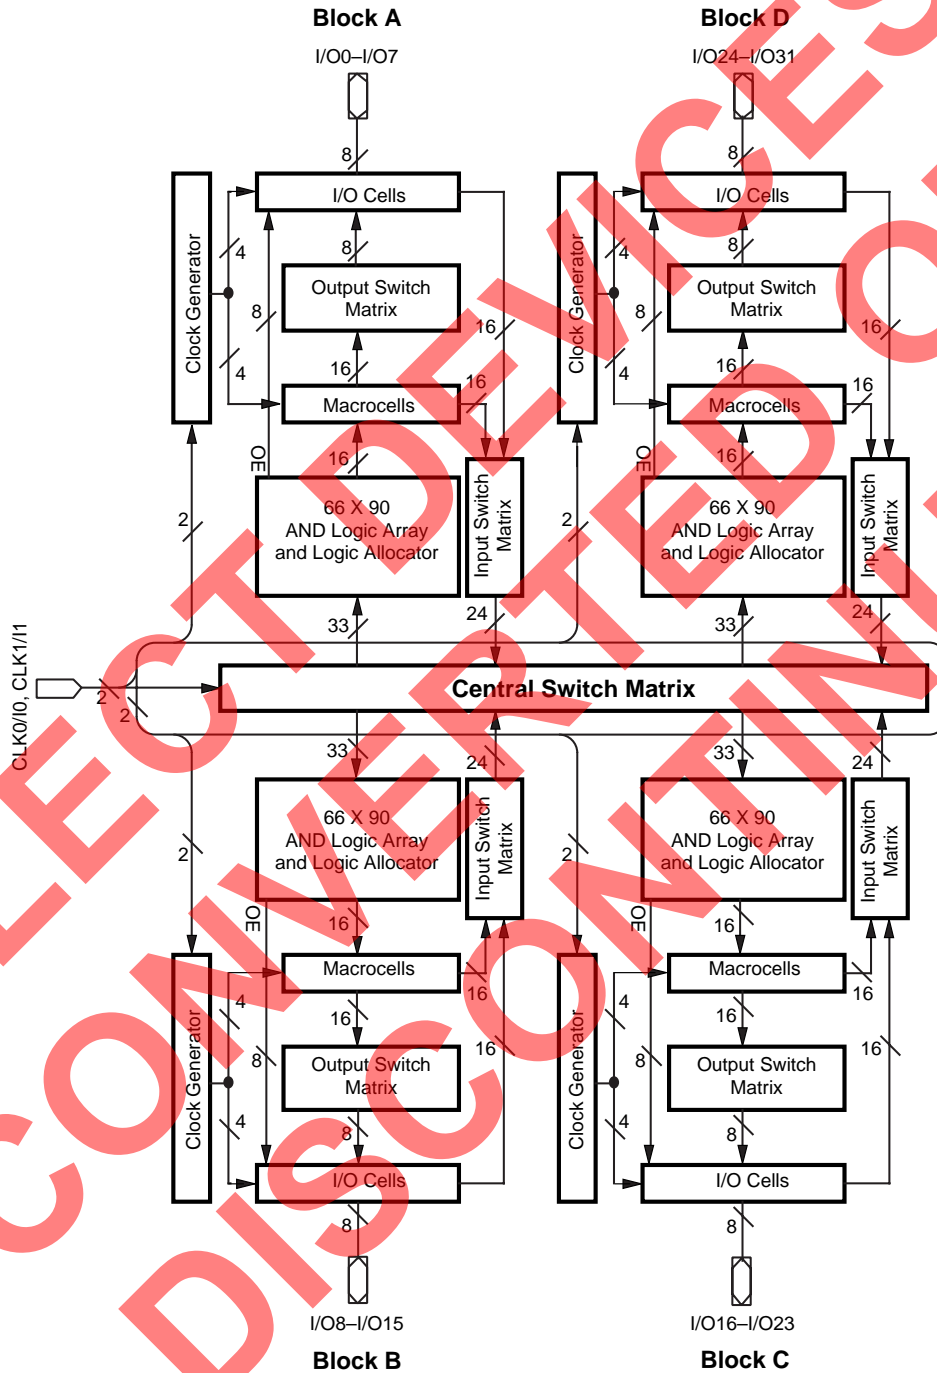 Block A
Block D
I/O0–I/O7
I/O24–I/O31
8
8
I/O Cells
I/O Cells
Clock Generator
4
8
Clock Generator
4
8
Output Switch
Matrix
Output Switch
Matrix
8
16
8
16
4
16
16
4
16
16
Macrocells
Macrocells
OE
16
OE
16
66 X 90
AND Logic Array
and Logic Allocator
Input Switch
Matrix
66 X 90
AND Logic Array
and Logic Allocator
Input Switch
Matrix
2
2
33
24
33
24
CLK0/I0, CLK1/I1
2
2
Central Switch Matrix
33
24
33
24
66 X 90
AND Logic Array
and Logic Allocator
Input Switch
Matrix
66 X 90
AND Logic Array
and Logic Allocator
Input Switch
Matrix
2
2
OE
16
OE
16
Macrocells
Macrocells
Clock Generator
4
16
16
Clock Generator
4
16
16
8
16
8
16
Output Switch
Matrix
Output Switch
Matrix
4
8
4
8
I/O Cells
I/O Cells
8
8
I/O8–I/O15
I/O16–I/O23
Block B
Block C